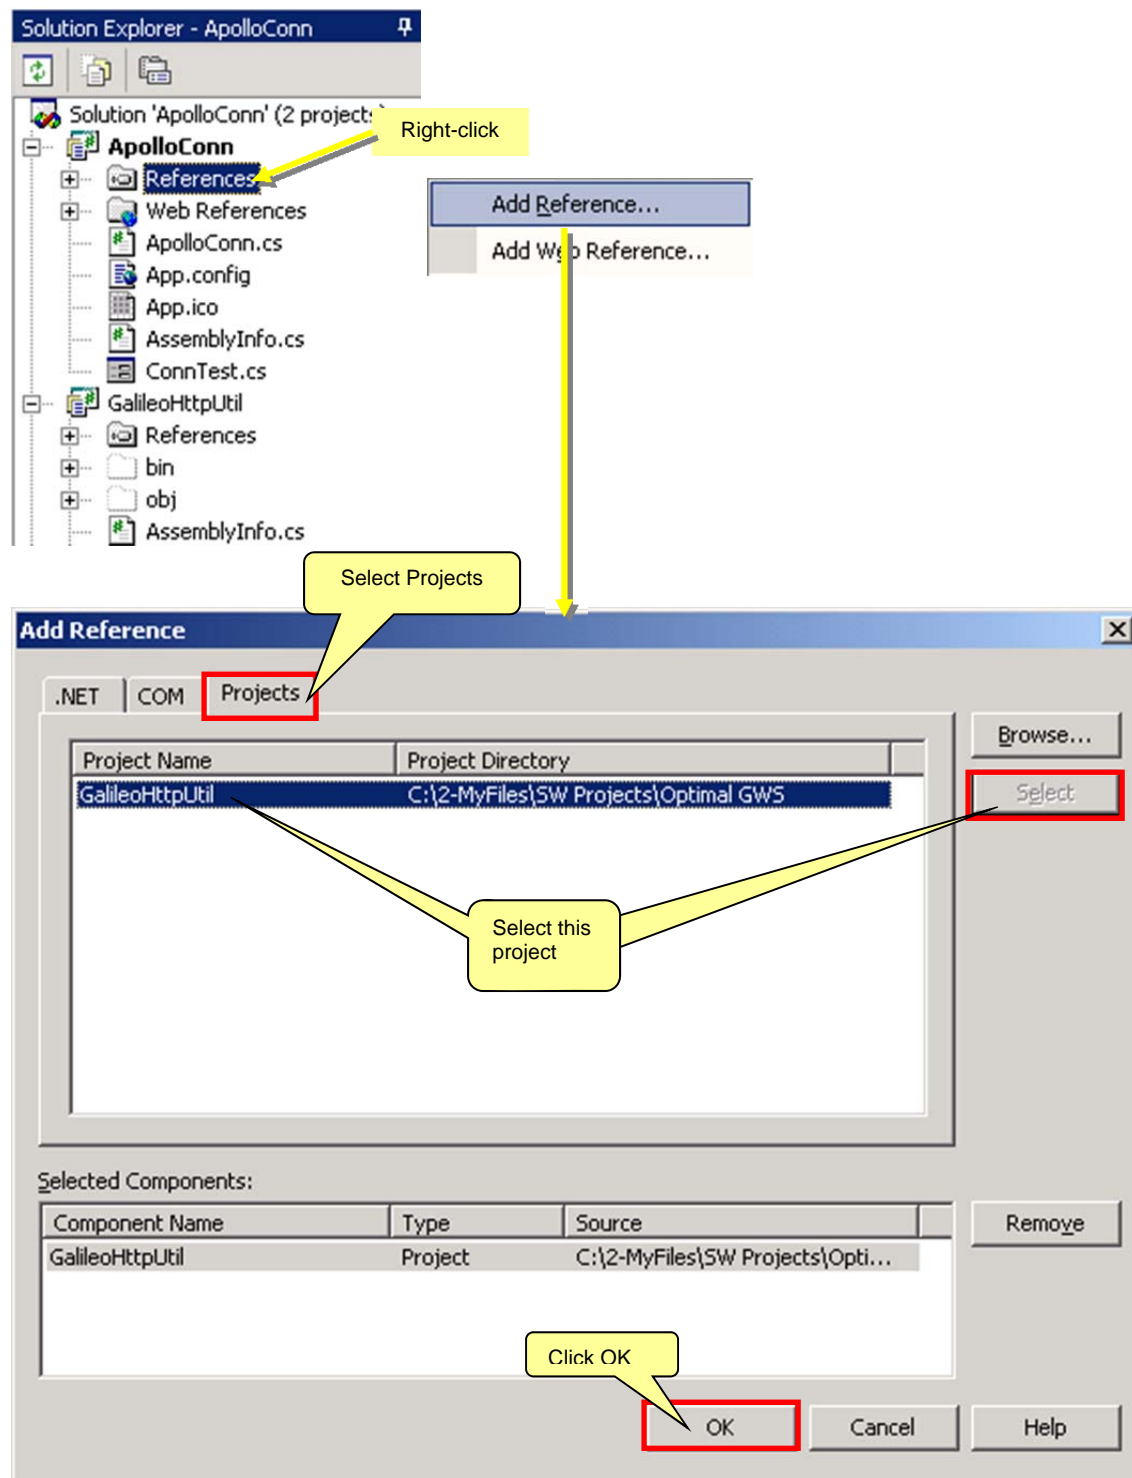 Solution Explorer - ApolloConn
Solution 'ApolloConn' (2 projects)
Right-click
ApolloConn
References
Web References
ApolloConn.cs
App.config
App.ico
AssemblyInfo.cs
ConnTest.cs
GalileoHttpUtil
References
bin
obj
AssemblyInfo.cs
Add Reference...
Add Web Reference...
Select Projects
Add Reference
.NET COM Projects
Browse...
Project Name Project Directory
GalileoHttpUtil C:\2-MyFiles\SW Projects\Optimal GWS
Select
Select this
project
Selected Components:
Component Name Type Source
Remove
GalileoHttpUtil Project C:\2-MyFiles\SW Projects\Opti...
Click OK
OK Cancel Help